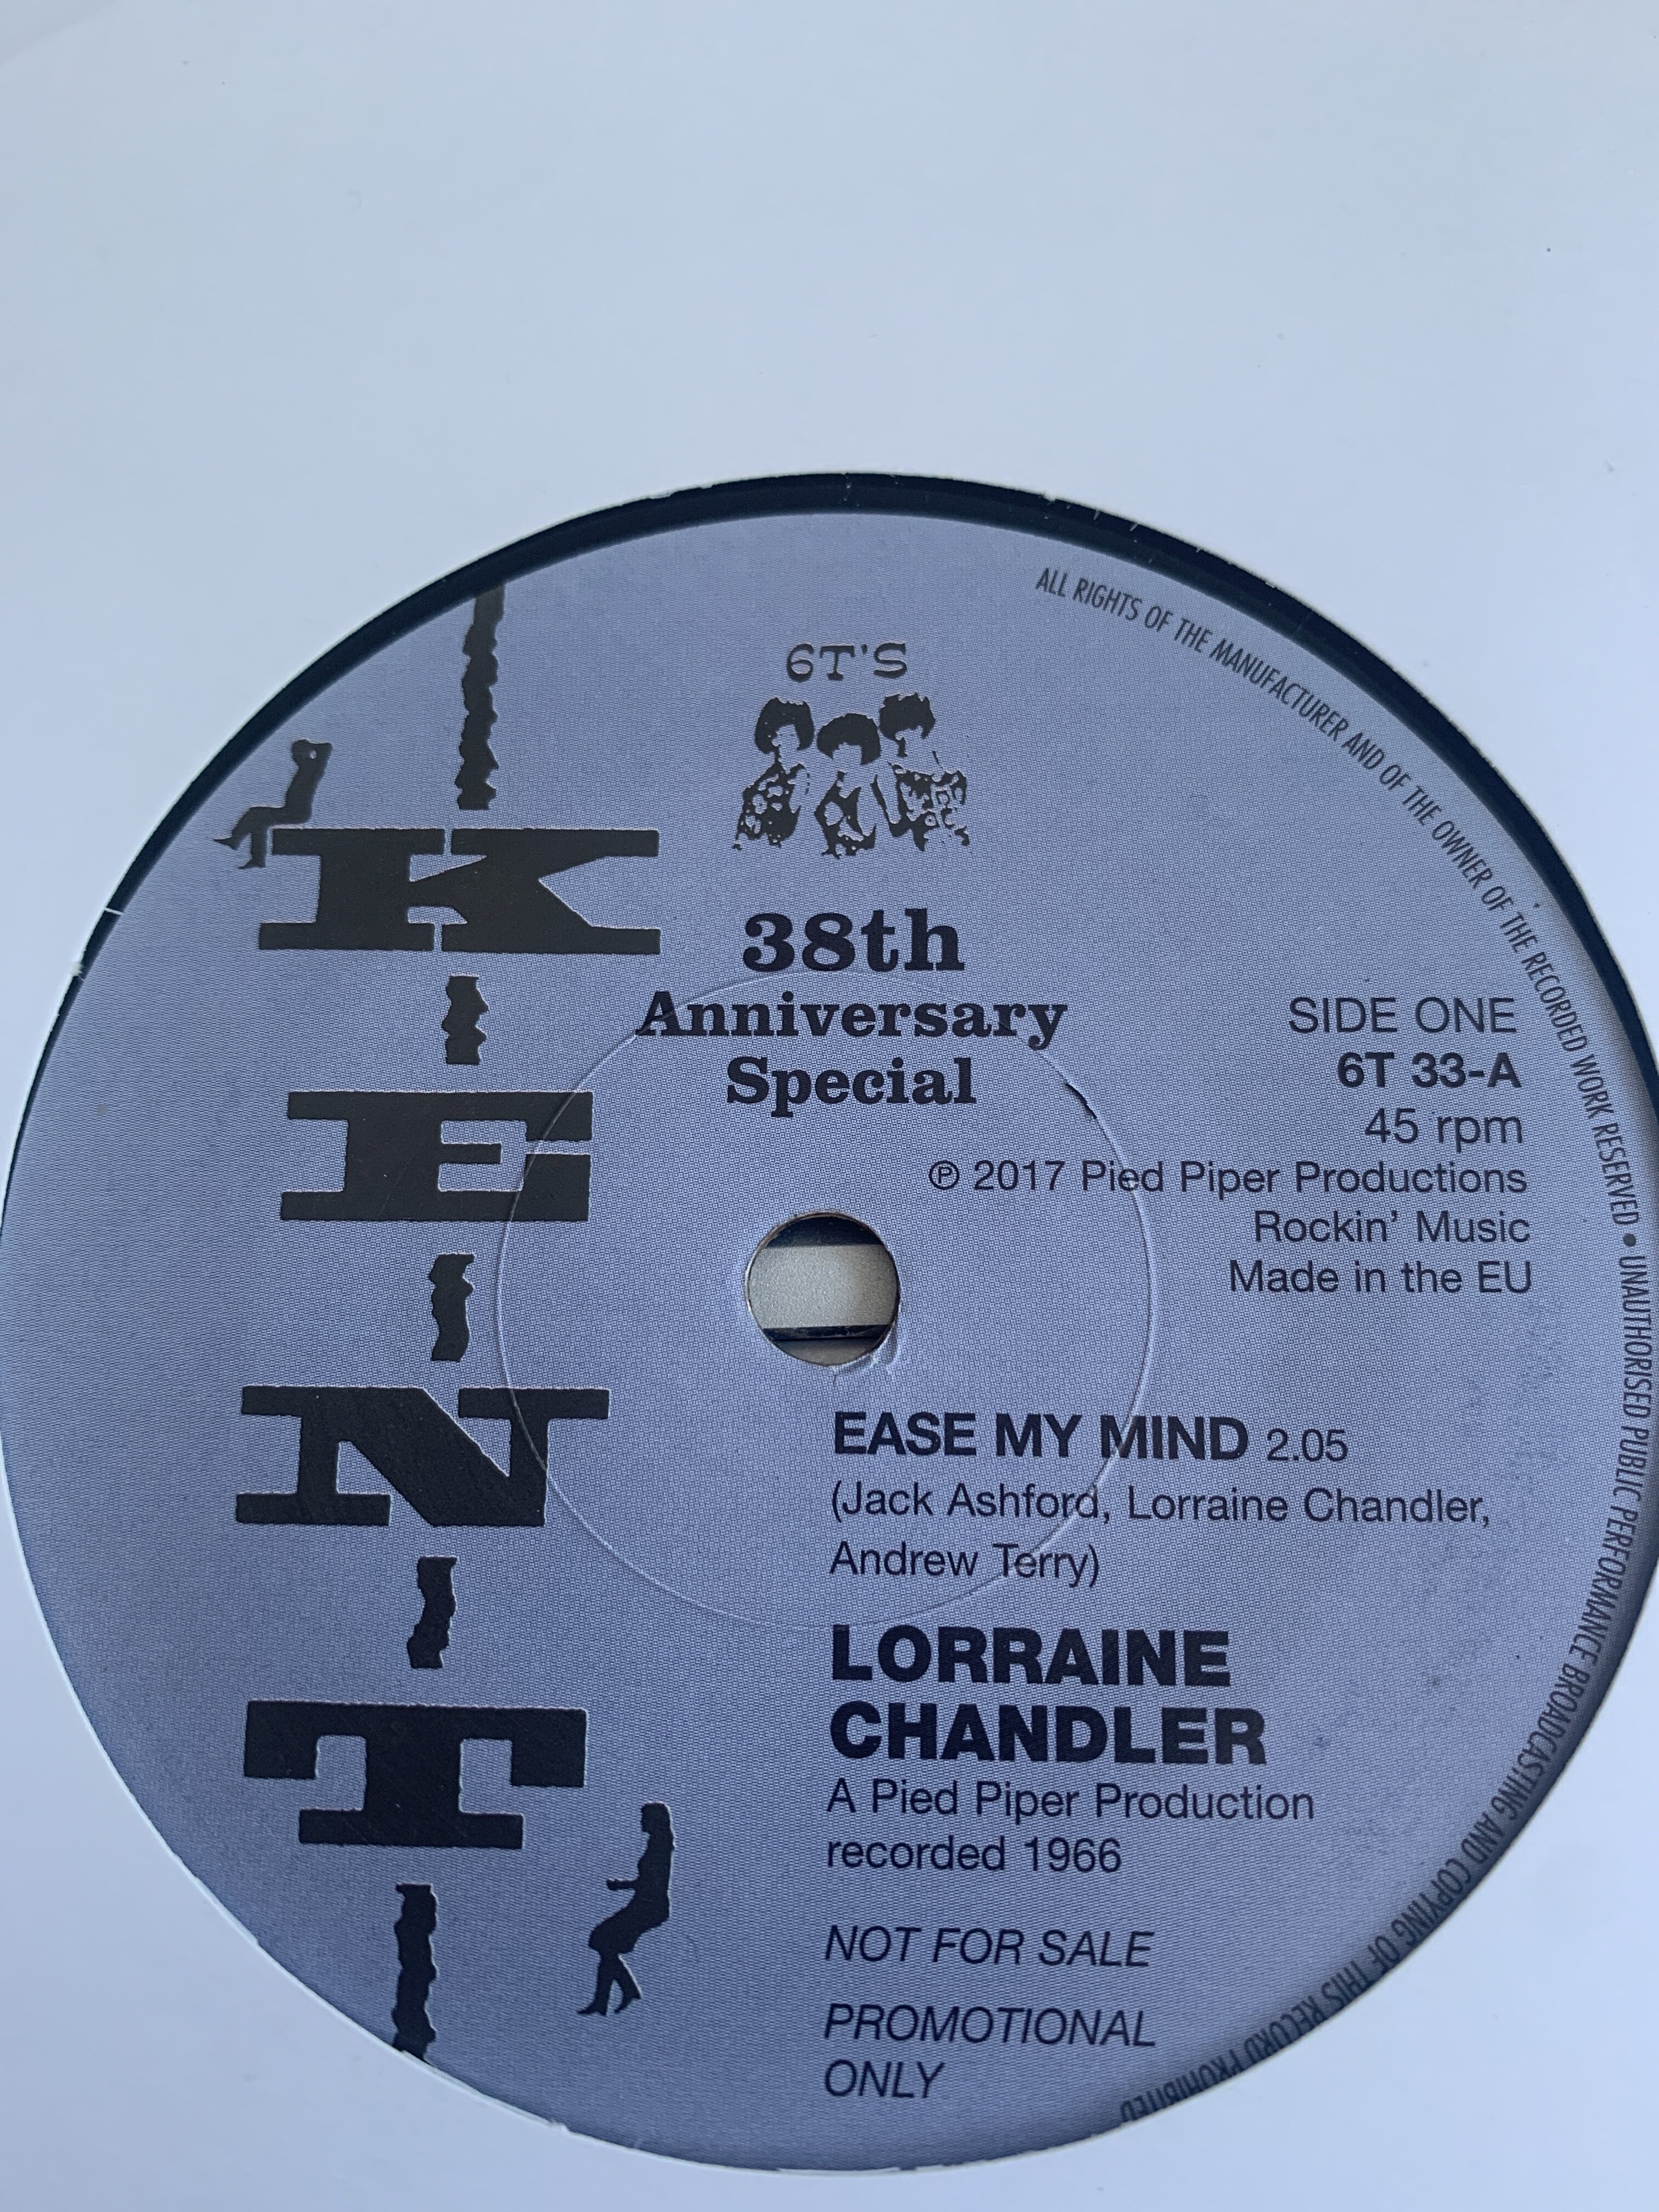 KENT
6T'S
38th
Anniversary
Special
SIDE ONE
6T 33-A
45 rpm
℗ 2017 Pied Piper Productions
Rockin' Music
Made in the EU
EASE MY MIND 2.05
(Jack Ashford, Lorraine Chandler,
Andrew Terry)
LORRAINE
CHANDLER
A Pied Piper Production
recorded 1966
NOT FOR SALE
PROMOTIONAL
ONLY
ALL RIGHTS OF THE MANUFACTURER AND OF THE OWNER OF THE RECORDED WORK RESERVED • UNAUTHORISED PUBLIC PERFORMANCE BROADCASTING AND COPYING OF THIS RECORD PROHIBITED